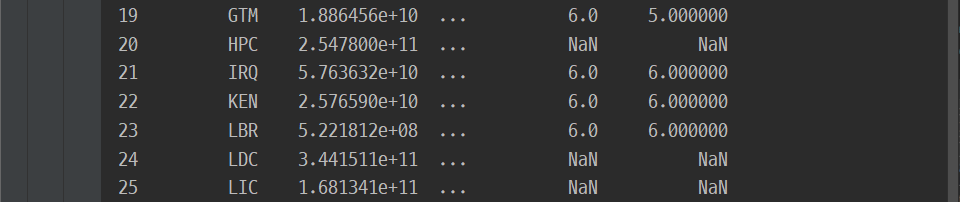 19 GTM 1.886456e+10 ... 6.0 5.000000
20 HPC 2.547800e+11 ... NaN NaN
21 IRQ 5.763632e+10 ... 6.0 6.000000
22 KEN 2.576590e+10 ... 6.0 6.000000
23 LBR 5.221812e+08 ... 6.0 6.000000
24 LDC 3.441511e+11 ... NaN NaN
25 LIC 1.681341e+11 ... NaN NaN